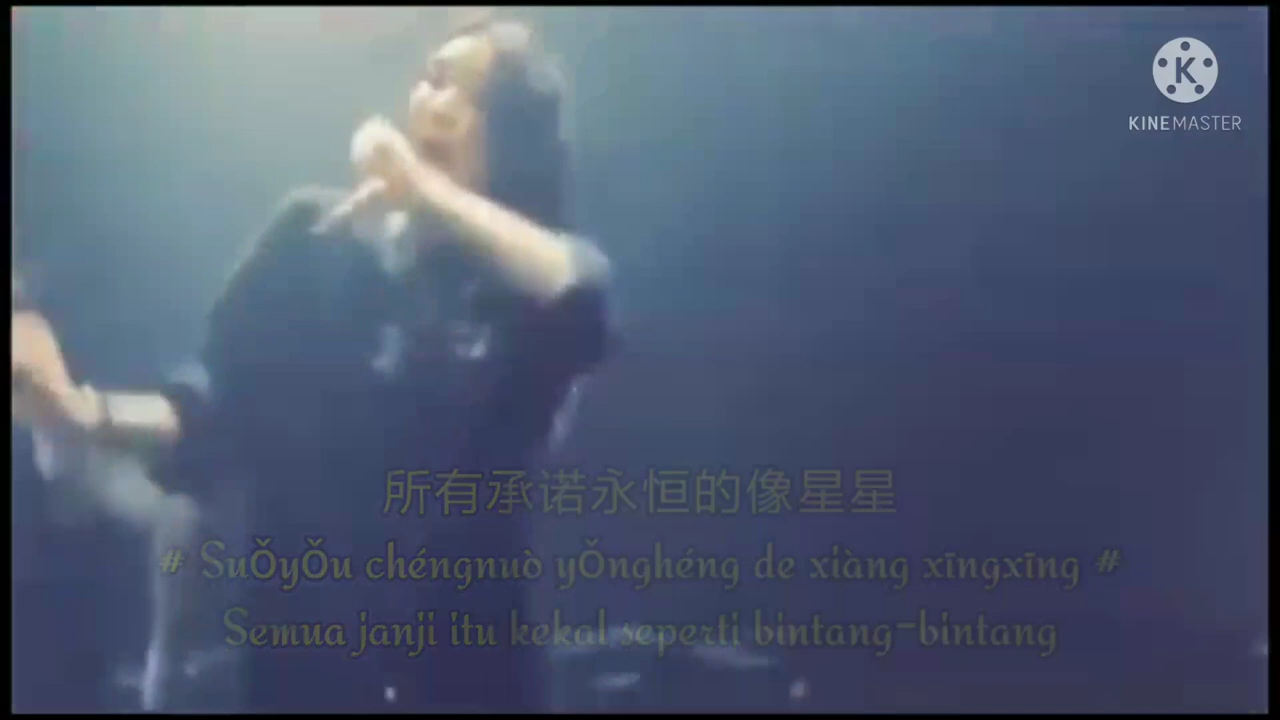 KINEMASTER
所有承诺永恒的像星星
# SuǑyǑu chéngnuò yǑnghéng de xiàng xīngxīng #
Semua janji itu kekal seperti bintang-bintang